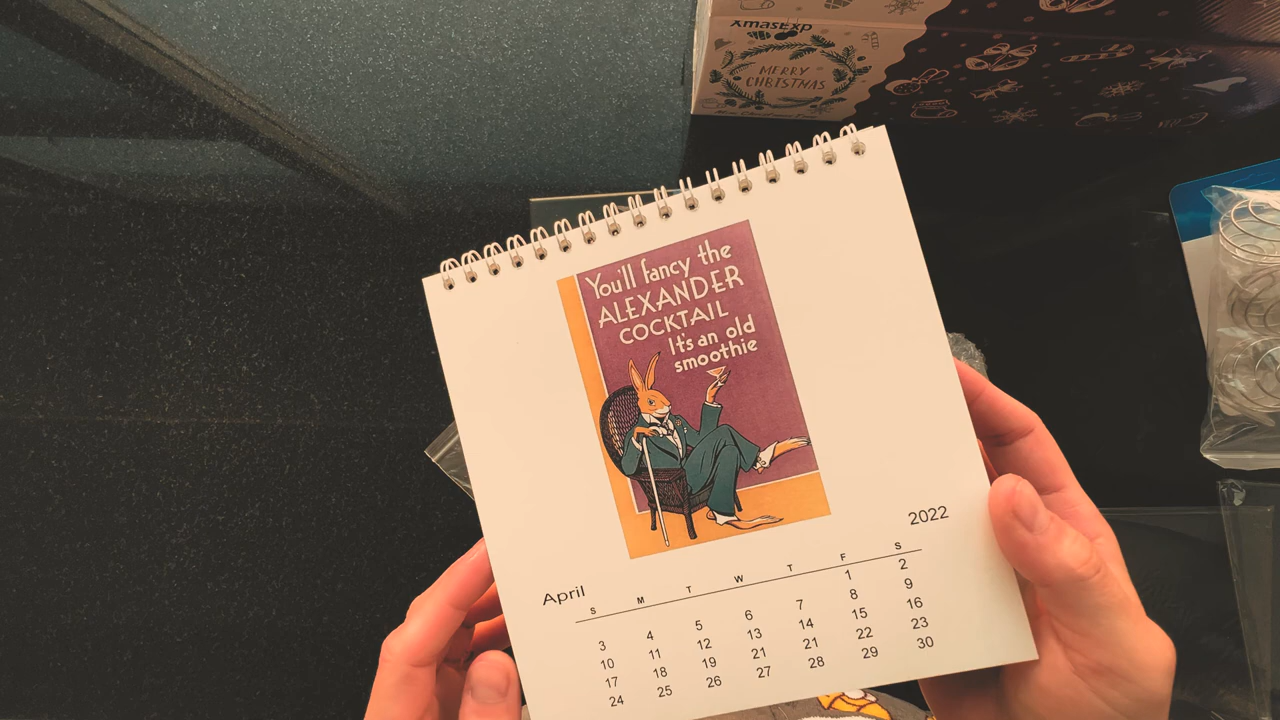 XmasExp
MERRY
CHRISTMAS
You'll fancy the
ALEXANDER
COCKTAIL
It's an old
smoothie
2022
April
S M T W T F S
1 2
3 4 5 6 7 8 9
10 11 12 13 14 15 16
17 18 19 21 21 22 23
24 25 26 27 28 29 30